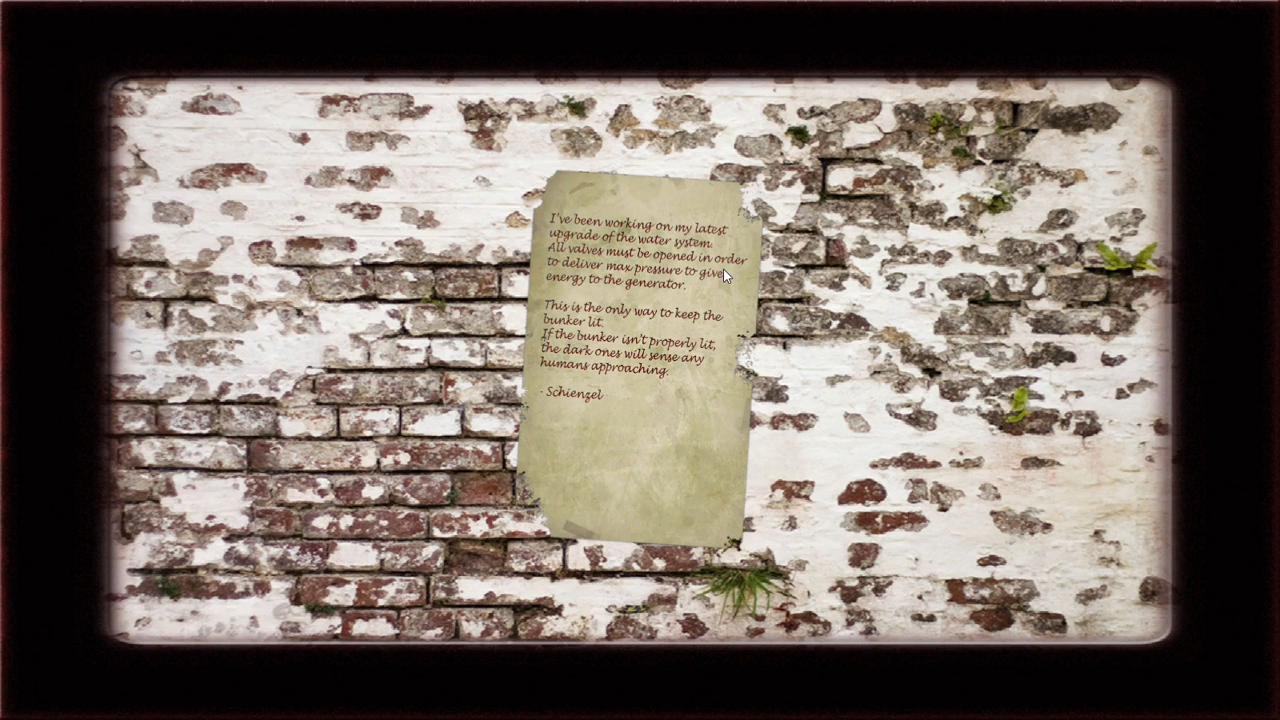 I've been working on my latest
upgrade of the water system.
All valves must be opened in order
to deliver max pressure to give
energy to the generator.
This is the only way to keep the
bunker lit.
If the bunker isn't properly lit,
the dark ones will sense any
humans approaching.
- Schienzel